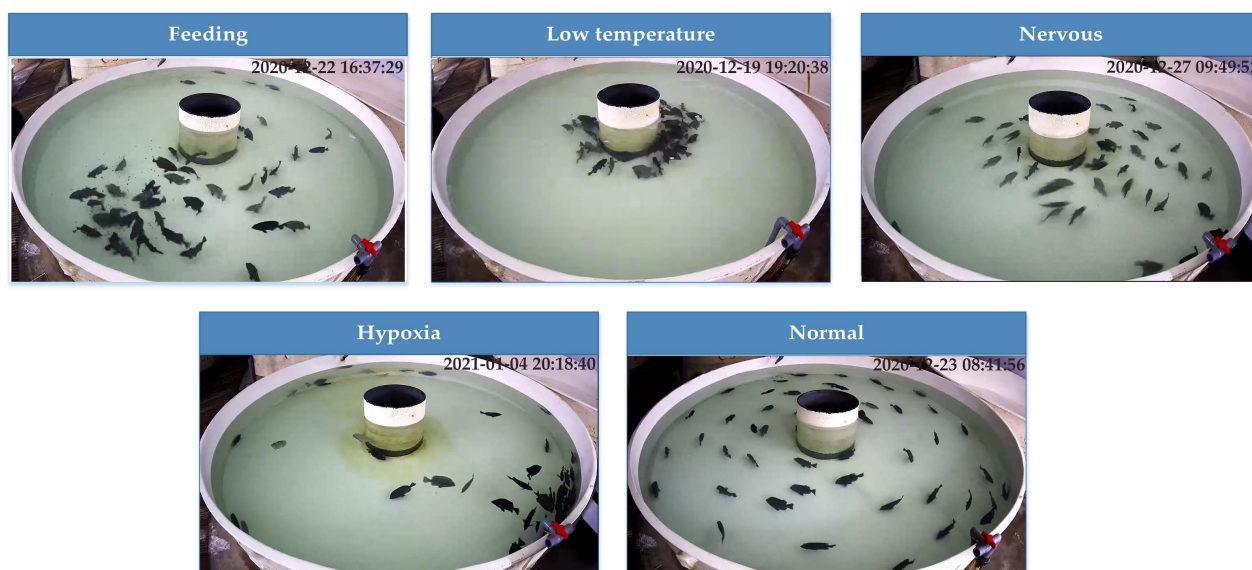 Feeding
2020-12-22 16:37:29
Low temperature
2020-12-19 19:20:38
Nervous
2020-12-27 09:49:52
Hypoxia
2021-01-04 20:18:40
Normal
2020-12-23 08:41:56